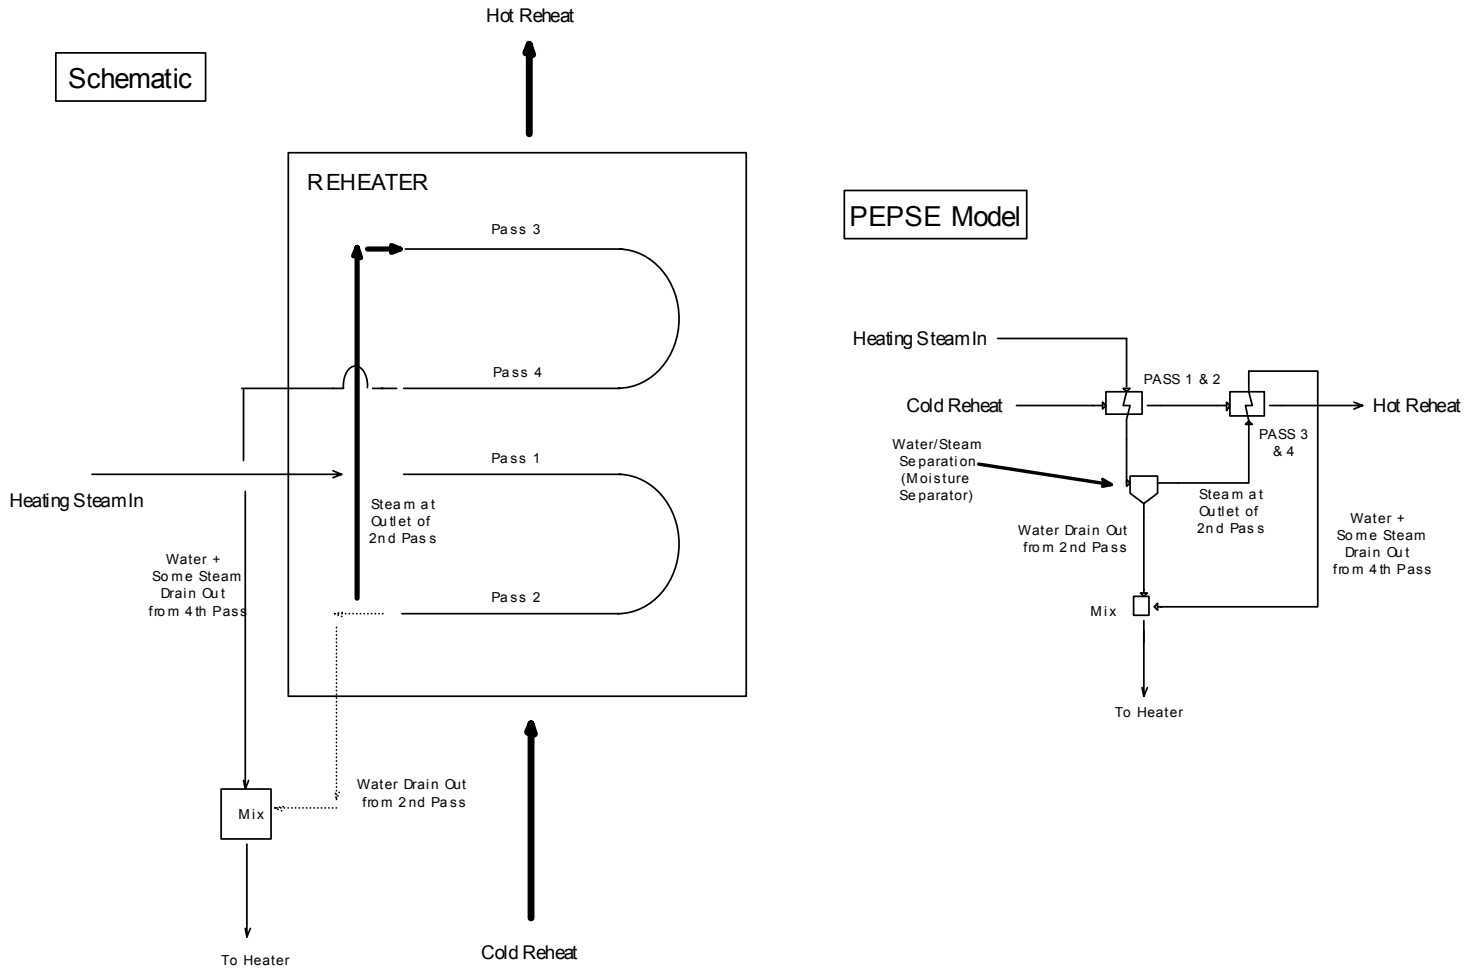 Hot Reheat
Schematic
REHEATER
Pass 3
Pass 4
Pass 1
Heating Steam In
Steam at
Outlet of
2nd Pass
Water +
Some Steam
Drain Out
from 4th Pass
Pass 2
Water Drain Out
from 2nd Pass
Mix
Cold Reheat
To Heater
PEPSE Model
Heating Steam In
PASS 1 & 2
Cold Reheat
Hot Reheat
PASS 3
& 4
Water/Steam
Separation
(Moisture
Separator)
Steam at
Outlet of
2nd Pass
Water Drain Out
from 2nd Pass
Water +
Some Steam
Drain Out
from 4th Pass
Mix
To Heater